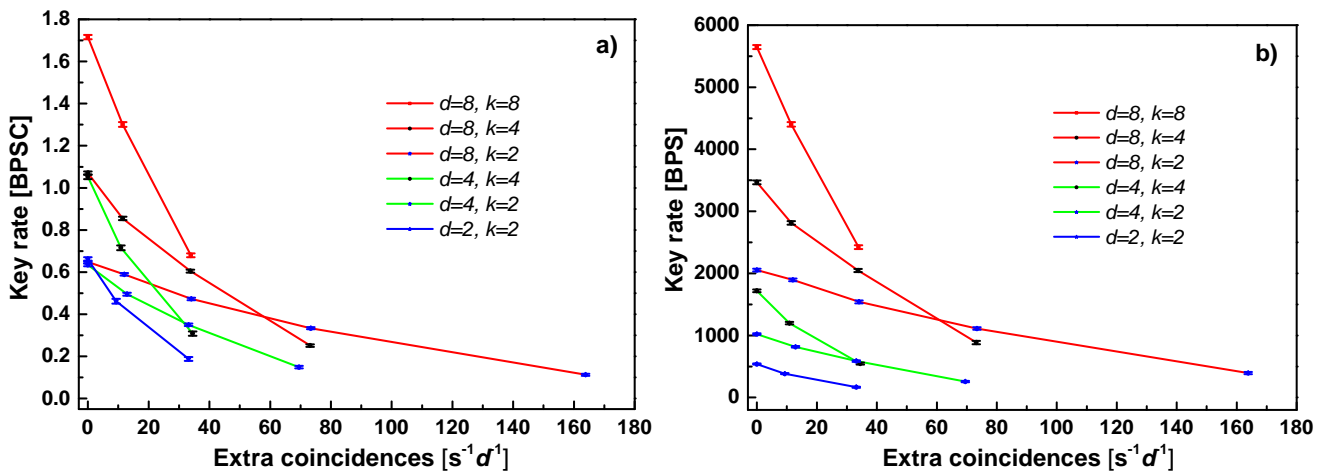 a)
Key rate [BPSC]
1.8
1.6
1.4
1.2
1.0
0.8
0.6
0.4
0.2
0.0
d=8, k=8
d=8, k=4
d=8, k=2
d=4, k=4
d=4, k=2
d=2, k=2
0 20 40 60 80 100 120 140 160 180
Extra coincidences [s⁻¹d⁻¹]
b)
Key rate [BPS]
6000
5000
4000
3000
2000
1000
0
d=8, k=8
d=8, k=4
d=8, k=2
d=4, k=4
d=4, k=2
d=2, k=2
0 20 40 60 80 100 120 140 160 180
Extra coincidences [s⁻¹d⁻¹]